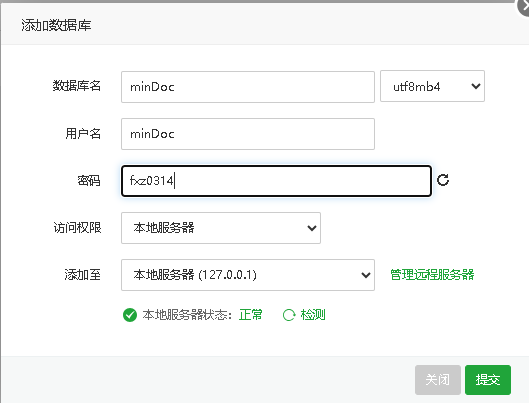 添加数据库
数据库名 minDoc utf8mb4
用户名 minDoc
密码 fxz0314
访问权限 本地服务器
添加至 本地服务器 (127.0.0.1) 管理远程服务器
本地服务器状态：正常 检测
关闭 提交